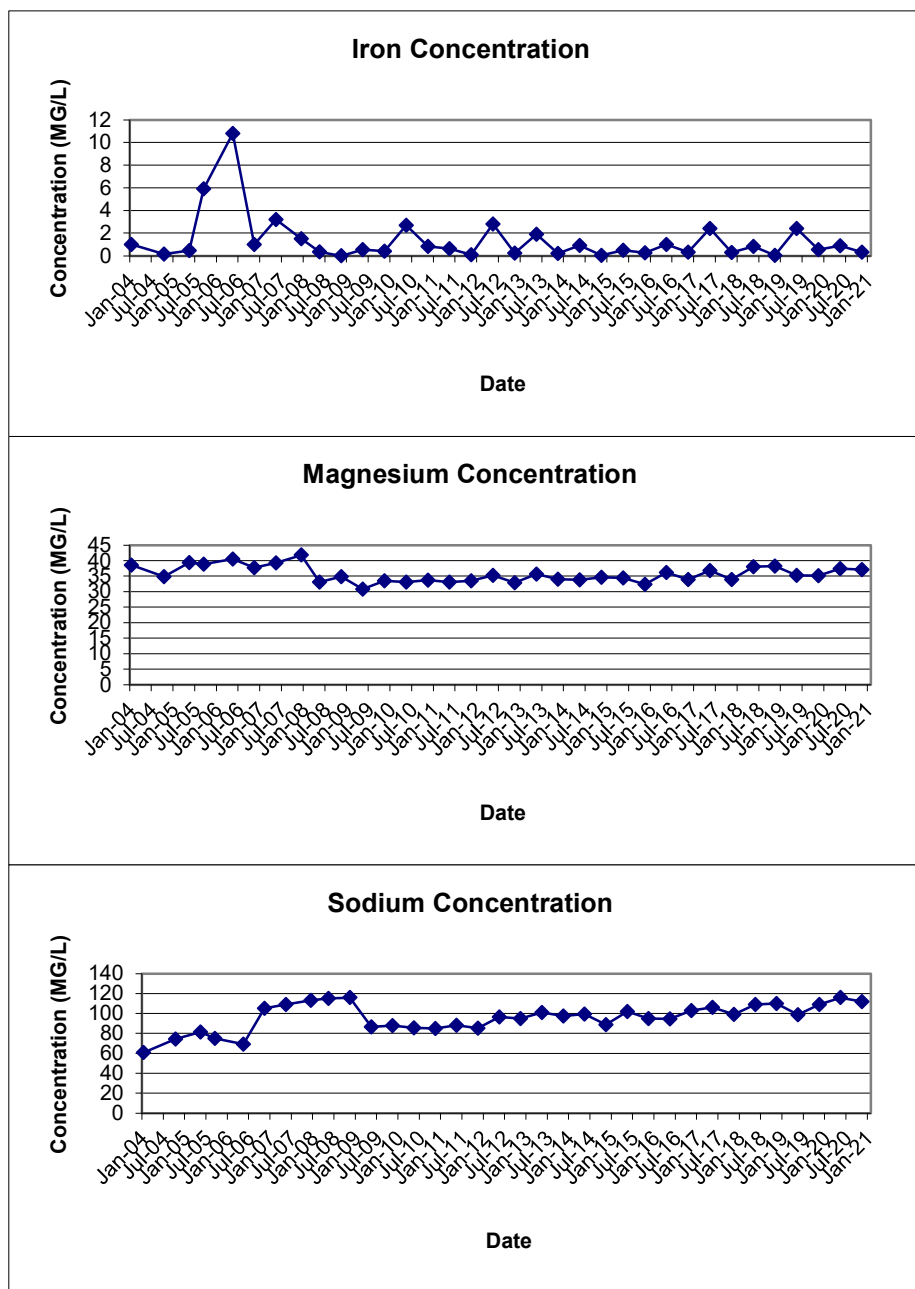 Iron Concentration
Concentration (MG/L)
12
10
8
6
4
2
0
Jan-04
Jul-04
Jan-05
Jul-05
Jan-06
Jul-06
Jan-07
Jul-07
Jan-08
Jul-08
Jan-09
Jul-09
Jan-10
Jul-10
Jan-11
Jul-11
Jan-12
Jul-12
Jan-13
Jul-13
Jan-14
Jul-14
Jan-15
Jul-15
Jan-16
Jul-16
Jan-17
Jul-17
Jan-18
Jul-18
Jan-19
Jul-19
Jan-20
Jul-20
Jan-21
Date
Magnesium Concentration
Concentration (MG/L)
45
40
35
30
25
20
15
10
5
0
Jan-04
Jul-04
Jan-05
Jul-05
Jan-06
Jul-06
Jan-07
Jul-07
Jan-08
Jul-08
Jan-09
Jul-09
Jan-10
Jul-10
Jan-11
Jul-11
Jan-12
Jul-12
Jan-13
Jul-13
Jan-14
Jul-14
Jan-15
Jul-15
Jan-16
Jul-16
Jan-17
Jul-17
Jan-18
Jul-18
Jan-19
Jul-19
Jan-20
Jul-20
Jan-21
Date
Sodium Concentration
Concentration (MG/L)
140
120
100
80
60
40
20
0
Jan-04
Jul-04
Jan-05
Jul-05
Jan-06
Jul-06
Jan-07
Jul-07
Jan-08
Jul-08
Jan-09
Jul-09
Jan-10
Jul-10
Jan-11
Jul-11
Jan-12
Jul-12
Jan-13
Jul-13
Jan-14
Jul-14
Jan-15
Jul-15
Jan-16
Jul-16
Jan-17
Jul-17
Jan-18
Jul-18
Jan-19
Jul-19
Jan-20
Jul-20
Jan-21
Date